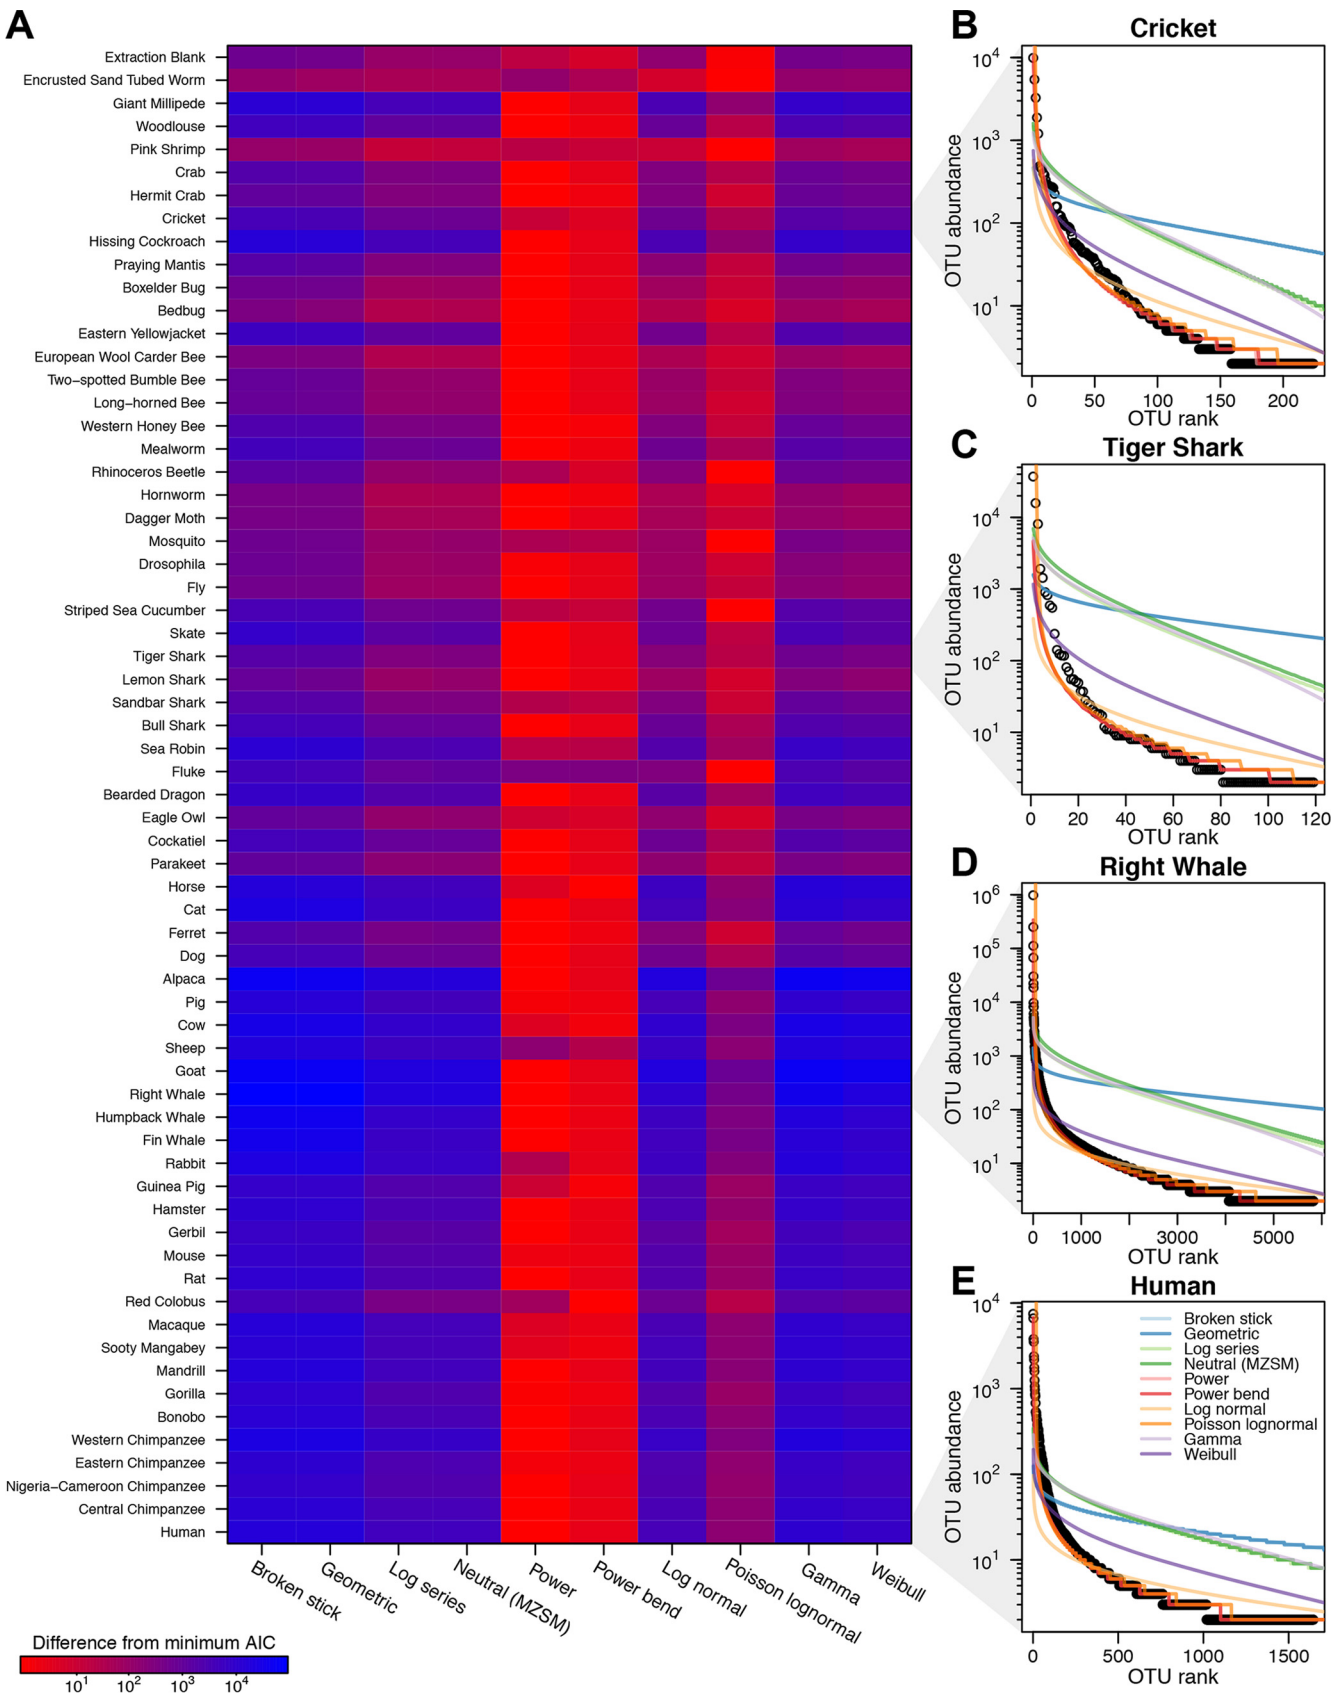 A
Extraction Blank
Encrusted Sand Tubed Worm
Giant Millipede
Woodlouse
Pink Shrimp
Crab
Hermit Crab
Cricket
Hissing Cockroach
Praying Mantis
Boxelder Bug
Bedbug
Eastern Yellowjacket
European Wool Carder Bee
Two−spotted Bumble Bee
Long−horned Bee
Western Honey Bee
Mealworm
Rhinoceros Beetle
Hornworm
Dagger Moth
Mosquito
Drosophila
Fly
Striped Sea Cucumber
Skate
Tiger Shark
Lemon Shark
Sandbar Shark
Bull Shark
Sea Robin
Fluke
Bearded Dragon
Eagle Owl
Cockatiel
Parakeet
Horse
Cat
Ferret
Dog
Alpaca
Pig
Cow
Sheep
Goat
Right Whale
Humpback Whale
Fin Whale
Rabbit
Guinea Pig
Hamster
Gerbil
Mouse
Rat
Red Colobus
Macaque
Sooty Mangabey
Mandrill
Gorilla
Bonobo
Western Chimpanzee
Eastern Chimpanzee
Nigeria−Cameroon Chimpanzee
Central Chimpanzee
Human
Broken stick
Geometric
Log series
Neutral (MZSM)
Power
Power bend
Log normal
Poisson lognormal
Gamma
Weibull
Difference from minimum AIC
10^1 10^2 10^3 10^4
B
Cricket
OTU abundance
10^4
10^3
10^2
10^1
0 50 100 150 200
OTU rank
C
Tiger Shark
OTU abundance
10^4
10^3
10^2
10^1
0 20 40 60 80 100 120
OTU rank
D
Right Whale
OTU abundance
10^6
10^5
10^4
10^3
10^2
10^1
0 1000 3000 5000
OTU rank
E
Human
OTU abundance
10^4
10^3
10^2
10^1
Broken stick
Geometric
Log series
Neutral (MZSM)
Power
Power bend
Log normal
Poisson lognormal
Gamma
Weibull
0 500 1000 1500
OTU rank